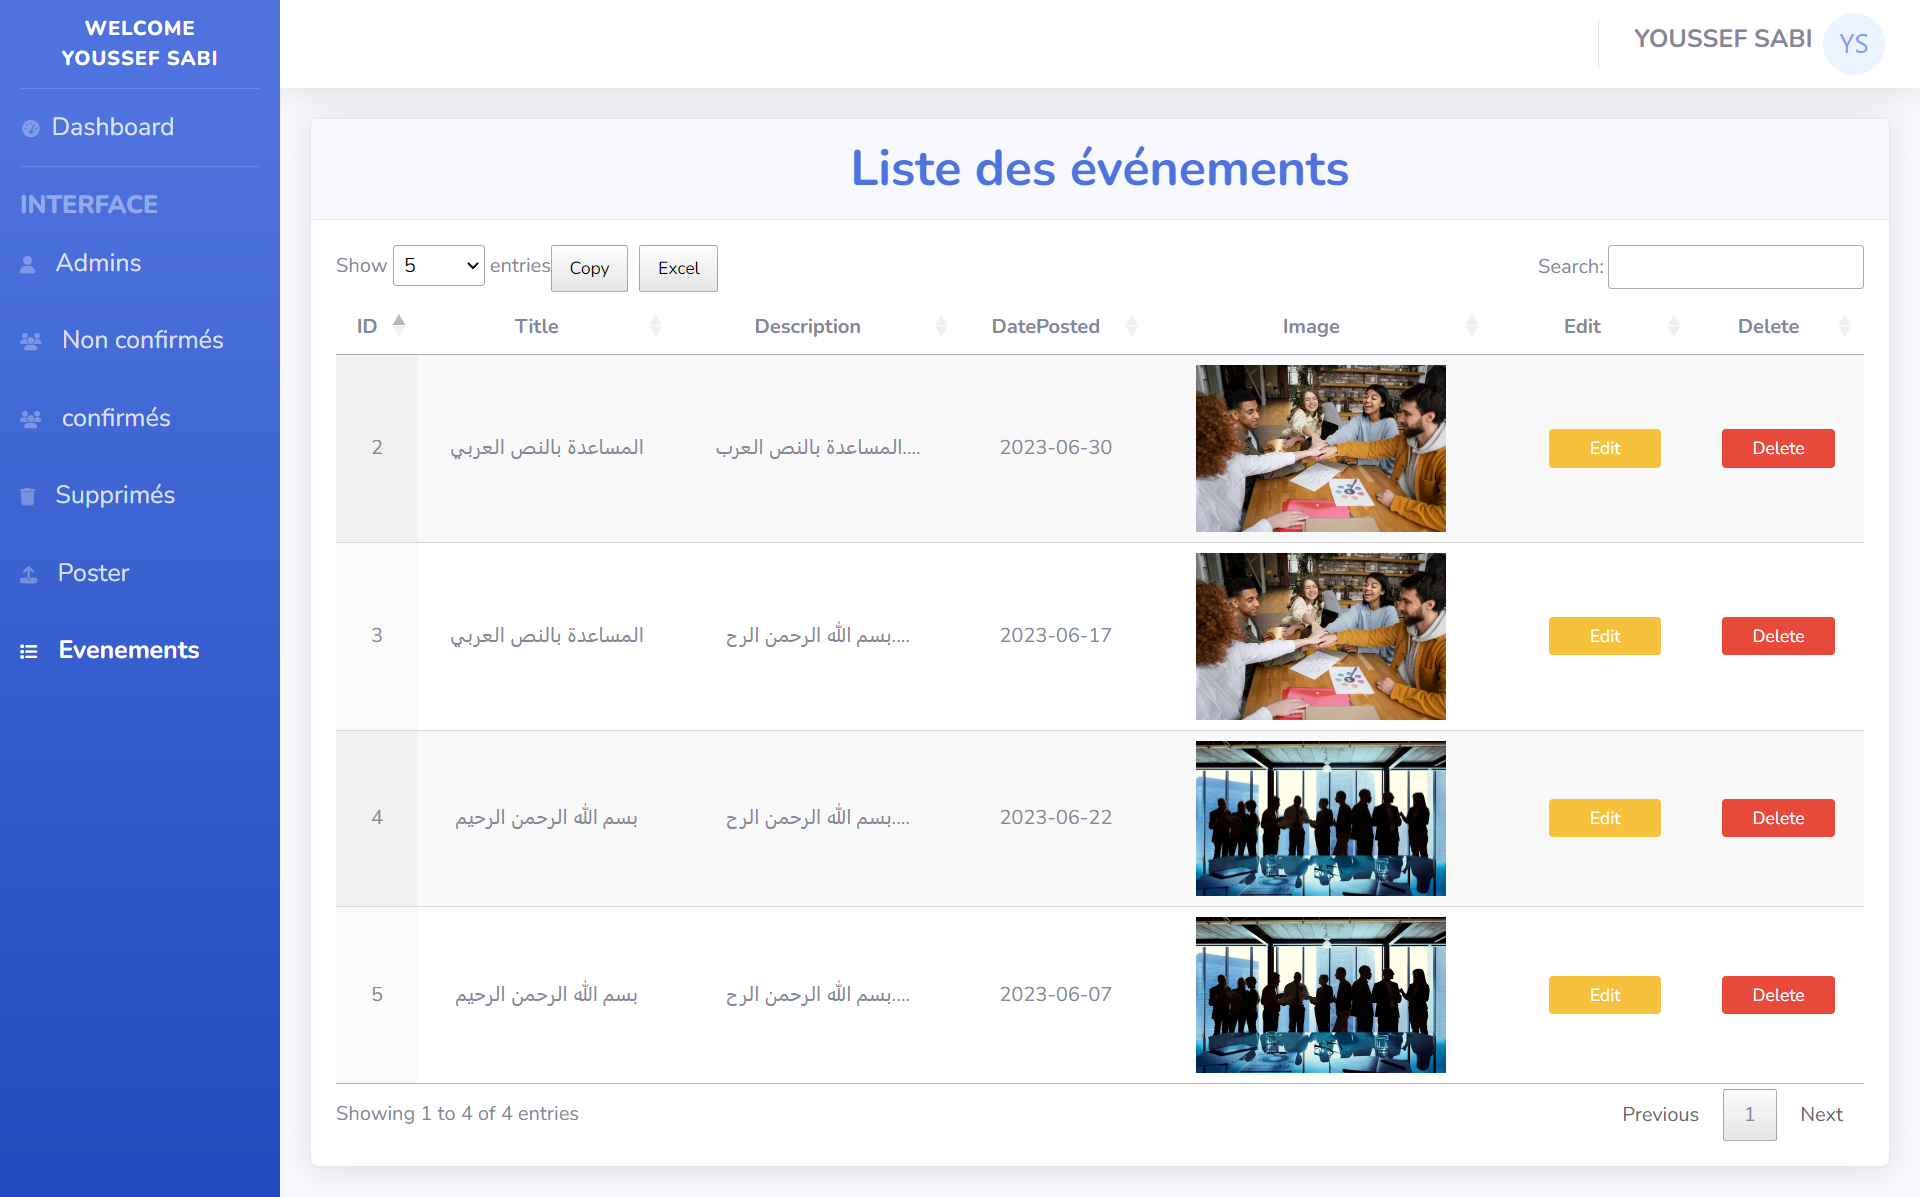 WELCOME
YOUSSEF SABI
Dashboard
INTERFACE
Admins
Non confirmés
confirmés
Supprimés
Poster
Evenements
YOUSSEF SABI YS
Liste des événements
Show 5 entries Copy Excel Search:
ID Title Description DatePosted Image Edit Delete
2 المساعدة بالنص العربي المساعدة بالنص العرب.... 2023-06-30 Edit Delete
3 المساعدة بالنص العربي بسم الله الرحمن الرح.... 2023-06-17 Edit Delete
4 بسم الله الرحمن الرحيم بسم الله الرحمن الرح.... 2023-06-22 Edit Delete
5 بسم الله الرحمن الرحيم بسم الله الرحمن الرح.... 2023-06-07 Edit Delete
Showing 1 to 4 of 4 entries Previous 1 Next